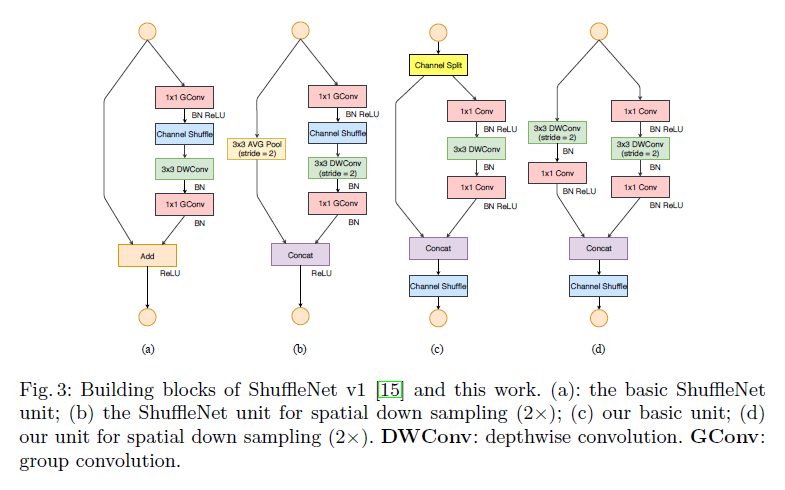 Channel Split
1x1 GConv
BN ReLU
Channel Shuffle
3x3 DWConv
BN
1x1 GConv
BN
Add
ReLU
(a)
3x3 AVG Pool
(stride = 2)
1x1 GConv
BN ReLU
Channel Shuffle
3x3 DWConv
(stride = 2)
BN
1x1 GConv
BN
Concat
ReLU
(b)
1x1 Conv
BN ReLU
3x3 DWConv
BN
1x1 Conv
BN ReLU
Concat
Channel Shuffle
(c)
3x3 DWConv
(stride = 2)
BN
1x1 Conv
BN ReLU
1x1 Conv
BN ReLU
3x3 DWConv
(stride = 2)
BN
1x1 Conv
BN ReLU
Concat
Channel Shuffle
(d)
Fig. 3: Building blocks of ShuffleNet v1 [15] and this work. (a): the basic ShuffleNet
unit; (b) the ShuffleNet unit for spatial down sampling (2×); (c) our basic unit; (d)
our unit for spatial down sampling (2×). DWConv: depthwise convolution. GConv:
group convolution.